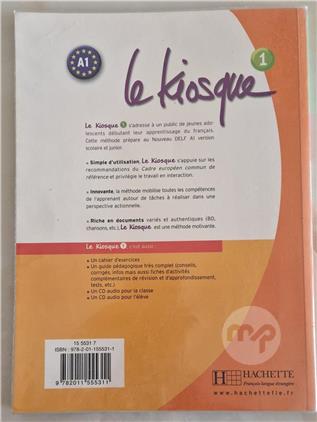 A1
Le Kiosque 1
Le Kiosque 1 s'adresse à un public de jeunes ado-
lescents débutant leur apprentissage du français.
Cette méthode prépare au Nouveau DELF A1 version
scolaire et junior.
• Simple d'utilisation, Le Kiosque s'appuie sur les
recommandations du Cadre européen commun de
référence et privilégie le travail en interaction.
• Innovante, la méthode mobilise toutes les compétences de
l'apprenant autour de tâches à réaliser dans une
perspective actionnelle.
• Riche en documents variés et authentiques (BD,
chansons, etc.), Le Kiosque est une méthode motivante.
Le Kiosque 1, c'est aussi :
• Un cahier d'exercices
• Un guide pédagogique très complet (conseils,
corrigés, infos mais aussi fiches d'activités
complémentaires de révision et d'approfondissement,
tests, etc.)
• Un CD audio pour la classe
• Un CD audio pour l'élève
15 5531 7
ISBN : 978-2-01-155531-1
9 782011 555311
mp
HACHETTE
Français langue étrangère
www.hachettefle.fr